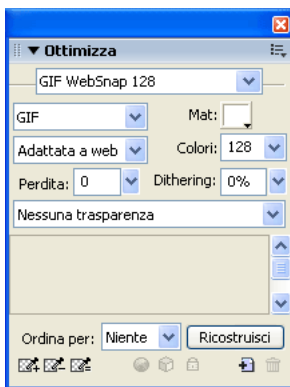 Ottimizza
GIF WebSnap 128
GIF Mat:
Adattata a web Colori: 128
Perdita: 0 Dithering: 0%
Nessuna trasparenza
Ordina per: Niente Ricostruisci